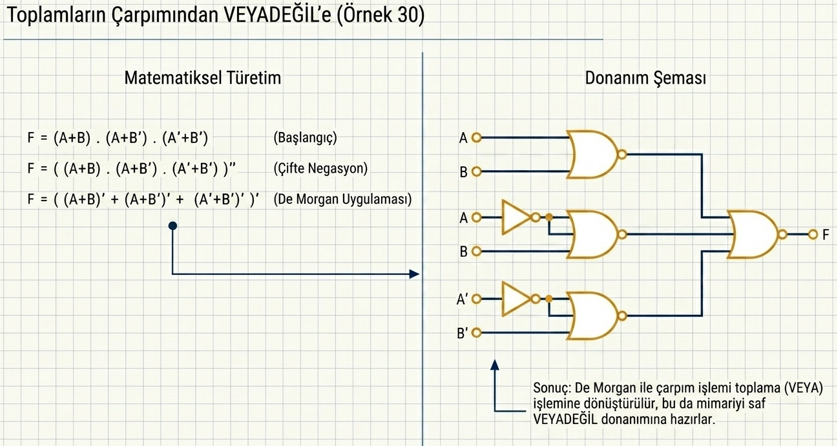 Toplamların Çarpımından VEYADEĞİL'e (Örnek 30)
Matematiksel Türetim
F = (A+B) . (A+B′) . (A′+B′) (Başlangıç)
F = ( (A+B) . (A+B′) . (A′+B′) )″ (Çifte Negasyon)
F = ( (A+B)′ + (A+B′)′ + (A′+B′)′ )′ (De Morgan Uygulaması)
Donanım Şeması
A
B
A
B
A′
B′
F
Sonuç: De Morgan ile çarpım işlemi toplama (VEYA)
işlemine dönüştürülür, bu da mimariyi saf
VEYADEĞİL donanımına hazırlar.